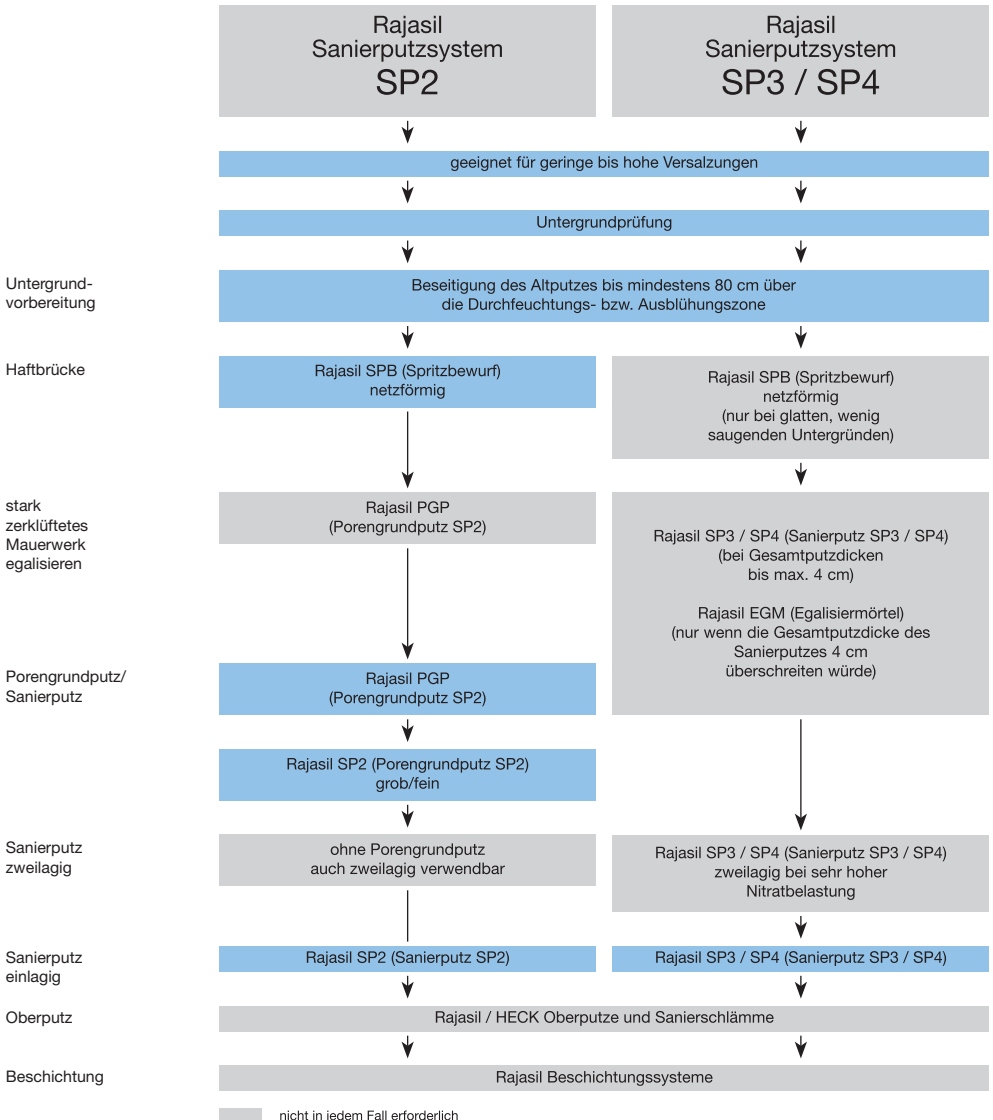 Rajasil
Sanierputzsystem
SP2
Rajasil
Sanierputzsystem
SP3 / SP4
geeignet für geringe bis hohe Versalzungen
Untergrundprüfung
Untergrund-
vorbereitung
Beseitigung des Altputzes bis mindestens 80 cm über
die Durchfeuchtungs- bzw. Ausblühungszone
Haftbrücke
Rajasil SPB (Spritzbewurf)
netzförmig
Rajasil SPB (Spritzbewurf)
netzförmig
(nur bei glatten, wenig
saugenden Untergründen)
stark
zerklüftetes
Mauerwerk
egalisieren
Rajasil PGP
(Porengrundputz SP2)
Rajasil SP3 / SP4 (Sanierputz SP3 / SP4)
(bei Gesamtputzdicken
bis max. 4 cm)
Rajasil EGM (Egalisiermörtel)
(nur wenn die Gesamtputzdicke des
Sanierputzes 4 cm
überschreiten würde)
Porengrundputz/
Sanierputz
Rajasil PGP
(Porengrundputz SP2)
Rajasil SP2 (Porengrundputz SP2)
grob/fein
Sanierputz
zweilagig
ohne Porengrundputz
auch zweilagig verwendbar
Rajasil SP3 / SP4 (Sanierputz SP3 / SP4)
zweilagig bei sehr hoher
Nitratbelastung
Sanierputz
einlagig
Rajasil SP2 (Sanierputz SP2)
Rajasil SP3 / SP4 (Sanierputz SP3 / SP4)
Oberputz
Rajasil / HECK Oberputze und Sanierschlämme
Beschichtung
Rajasil Beschichtungssysteme
nicht in jedem Fall erforderlich